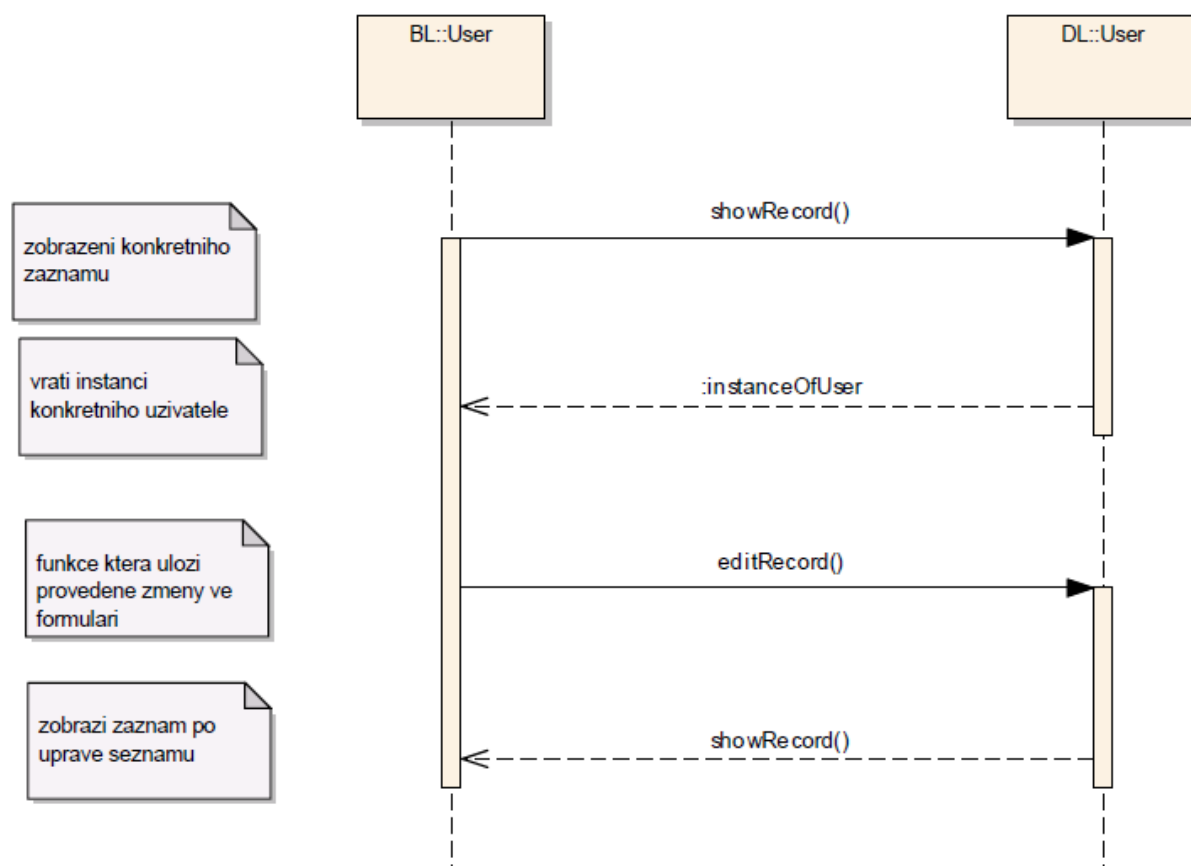 BL::User
DL::User
showRecord()
zobrazeni konkretniho
zaznamu
vrati instanci
konkretniho uzivatele
:instanceOfUser
funkce ktera ulozi
provedene zmeny ve
formulari
editRecord()
zobrazi zaznam po
uprave seznamu
showRecord()